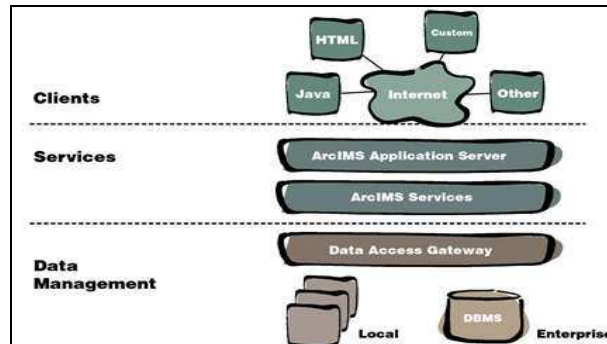 HTML
Custom
Clients
Java
Internet
Other
Services
ArcIMS Application Server
ArcIMS Services
Data Access Gateway
Data
Management
Local
DBMS
Enterprise